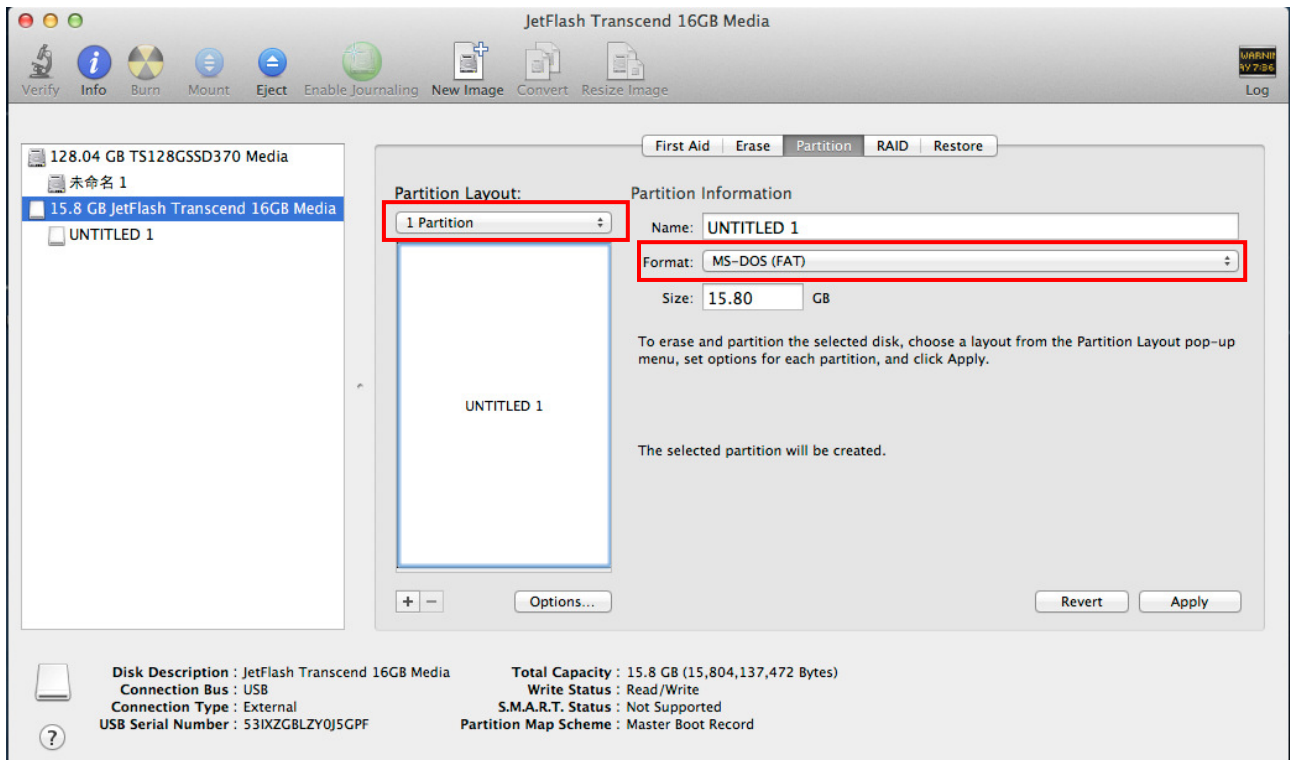 JetFlash Transcend 16GB Media
Verify Info Burn Mount Eject Enable Journaling New Image Convert Resize Image Log
WARNIN
AY 7:36
First Aid Erase Partition RAID Restore
128.04 GB TS128GSSD370 Media
未命名 1
15.8 GB JetFlash Transcend 16GB Media
UNTITLED 1
Partition Layout:
1 Partition
UNTITLED 1
+ − Options...
Partition Information
Name: UNTITLED 1
Format: MS-DOS (FAT)
Size: 15.80 GB
To erase and partition the selected disk, choose a layout from the Partition Layout pop-up
menu, set options for each partition, and click Apply.
The selected partition will be created.
Revert Apply
Disk Description : JetFlash Transcend 16GB Media
Connection Bus : USB
Connection Type : External
USB Serial Number : 53IXZGBLZY0J5GPF
Total Capacity : 15.8 GB (15,804,137,472 Bytes)
Write Status : Read/Write
S.M.A.R.T. Status : Not Supported
Partition Map Scheme : Master Boot Record
?